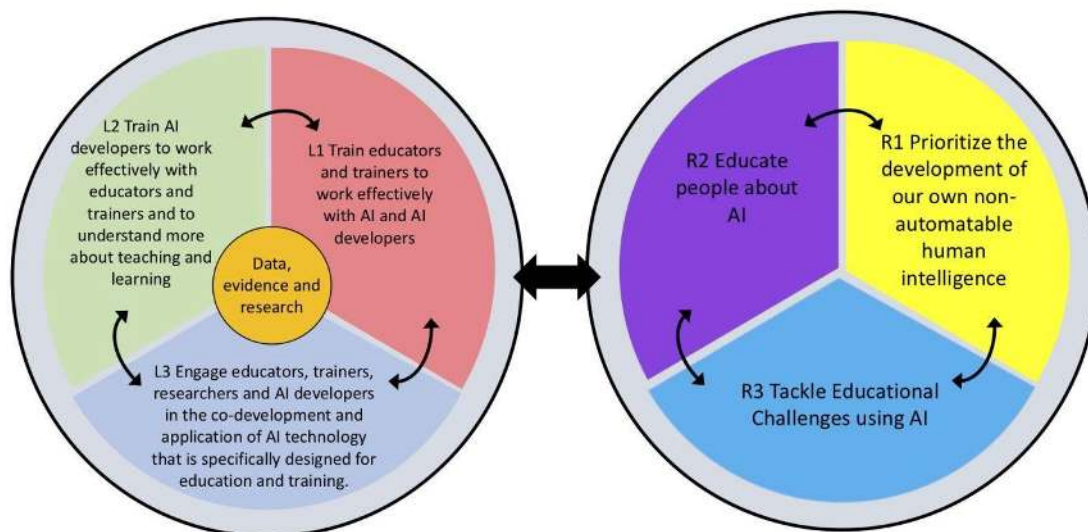 L2 Train AI
developers to work
effectively with
educators and
trainers and to
understand more
about teaching and
learning
L1 Train educators
and trainers to
work effectively
with AI and AI
developers
Data,
evidence and
research
L3 Engage educators, trainers,
researchers and AI developers
in the co-development and
application of AI technology
that is specifically designed for
education and training.
R2 Educate
people about
AI
R1 Prioritize the
development of
our own non-
automatable
human
intelligence
R3 Tackle Educational
Challenges using AI